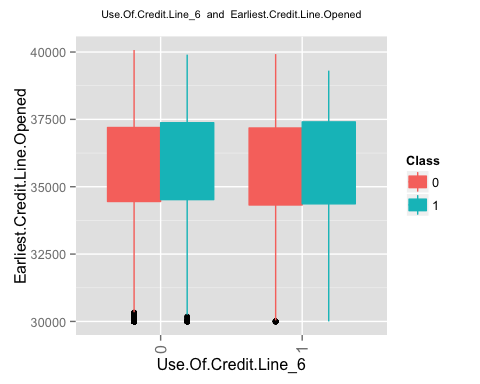 Use.Of.Credit.Line_6 and Earliest.Credit.Line.Opened
40000
37500
35000
32500
30000
Earliest.Credit.Line.Opened
0
1
Use.Of.Credit.Line_6
Class
0
1